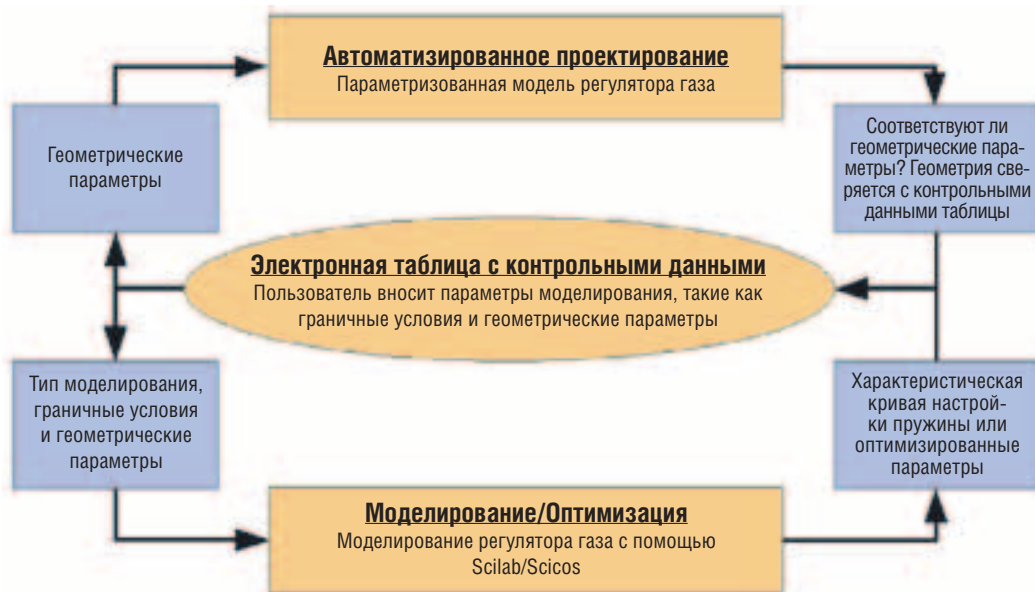 Автоматизированное проектирование
Параметризованная модель регулятора газа
Геометрические
параметры
Соответствуют ли
геометрические пара-
метры? Геометрия све-
ряется с контрольными
данными таблицы
Электронная таблица с контрольными данными
Пользователь вносит параметры моделирования, такие как
граничные условия и геометрические параметры
Тип моделирования,
граничные условия
и геометрические
параметры
Характеристическая
кривая настрой-
ки пружины или
оптимизированные
параметры
Моделирование/Оптимизация
Моделирование регулятора газа с помощью
Scilab/Scicos